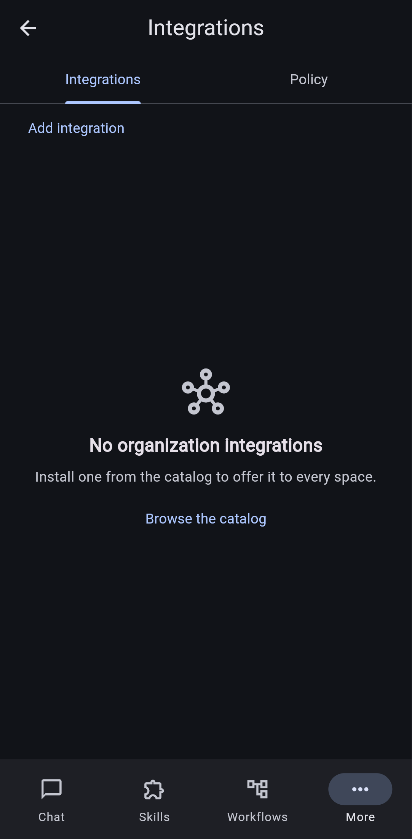 Integrations
Integrations
Policy
Add Integration
No organization integrations
Install one from the catalog to offer it to every space.
Browse the catalog
Chat
Skills
Workflows
More